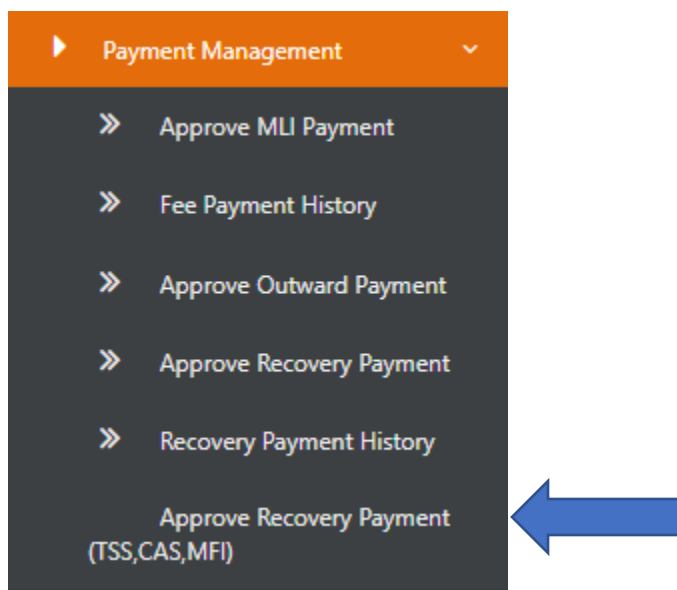 Payment Management
Approve MLI Payment
Fee Payment History
Approve Outward Payment
Approve Recovery Payment
Recovery Payment History
Approve Recovery Payment
(TSS,CAS,MFI)